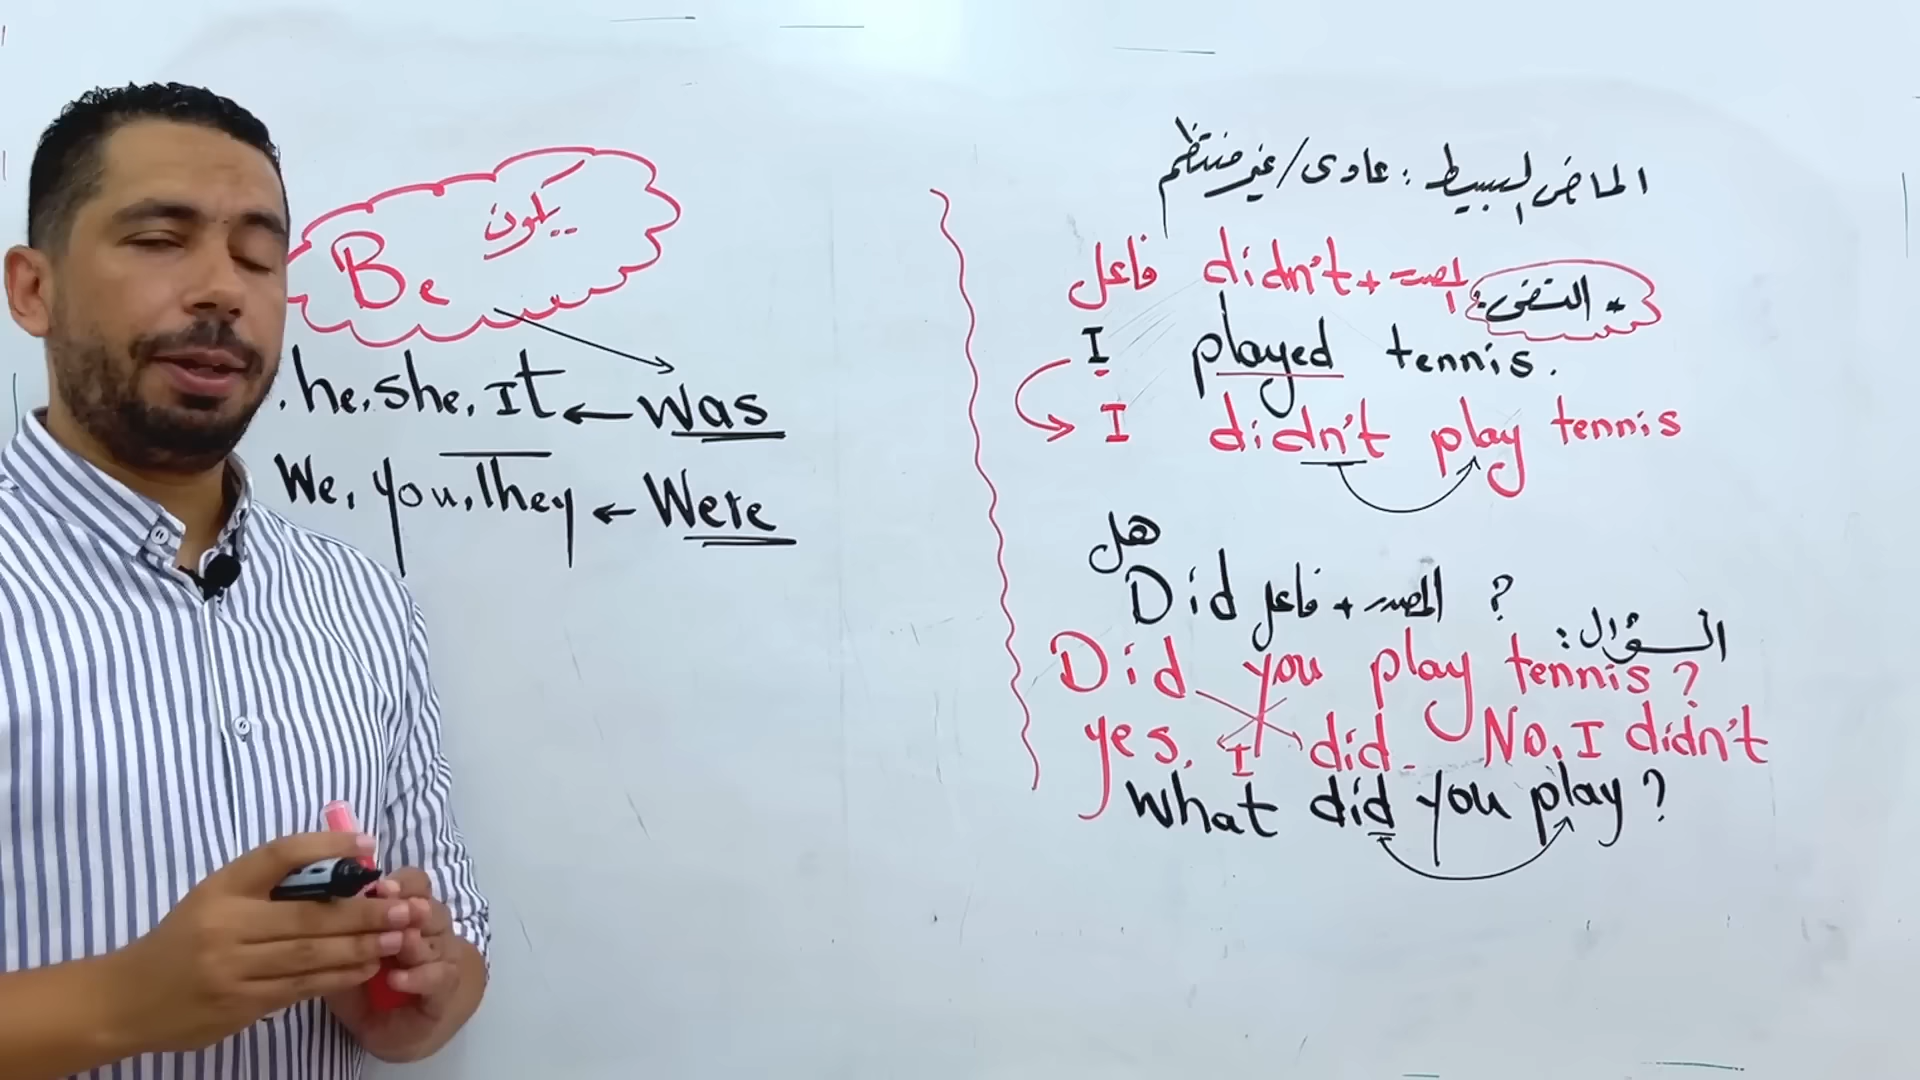 الماضى البسيط : عادى/غير منتظم
* النفى :
فاعل didn't + المصدر
I played tennis.
I didn't play tennis
هل
Did فاعل + المصدر ?
السؤال :
Did you play tennis?
yes, I did. No, I didn't
What did you play?
Be يكون
he, she, It ← was
We, you, they ← Were